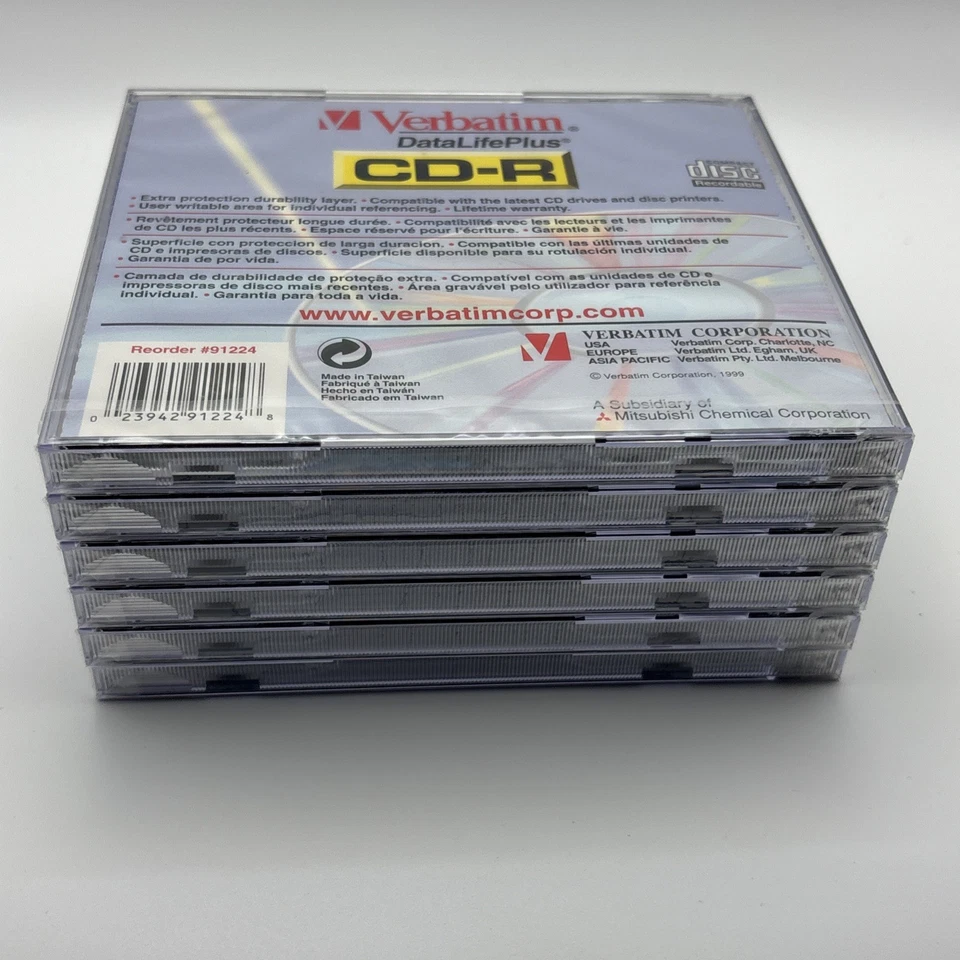 Verbatim®
DataLifePlus®
CD-R
COMPACT
disc
Recordable
• Extra protection durability layer. • Compatible with the latest CD drives and disc printers.
• User writable area for individual referencing. • Lifetime warranty.
• Revêtement protecteur longue durée. • Compatibilité avec les lecteurs et les imprimantes
de CD les plus récents. • Espace réservé pour l'écriture. • Garantie à vie.
• Superficie con proteccion de larga duracion. • Compatible con las últimas unidades de
CD e impresoras de discos. • Superficie disponible para su rotulación individual.
• Garantia de por vida.
• Camada de durabilidade de proteção extra. • Compatível com as unidades de CD e
impressoras de disco mais recentes. • Área gravável pelo utilizador para referência
individual. • Garantia para toda a vida.
www.verbatimcorp.com
Reorder #91224
0 23942 91224 8
Made in Taiwan
Fabriqué à Taiwan
Hecho en Taiwán
Fabricado em Taiwan
VERBATIM CORPORATION
USA Verbatim Corp. Charlotte, NC
EUROPE Verbatim Ltd. Egham, UK
ASIA PACIFIC Verbatim Pty. Ltd. Melbourne
© Verbatim Corporation, 1999
A Subsidiary of
Mitsubishi Chemical Corporation